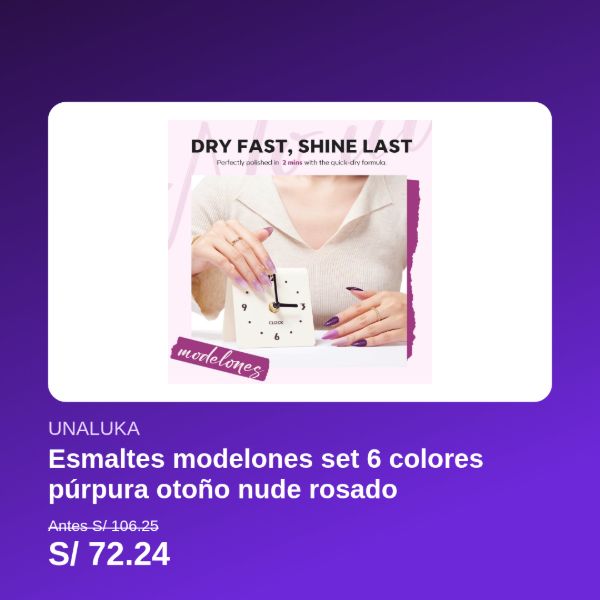 DRY FAST, SHINE LAST
Perfectly polished in 2 mins with the quick-dry formula.
9
3
CLOCK
6
modelones
UNALUKA
Esmaltes modelones set 6 colores
púrpura otoño nude rosado
Antes S/ 106.25
S/ 72.24